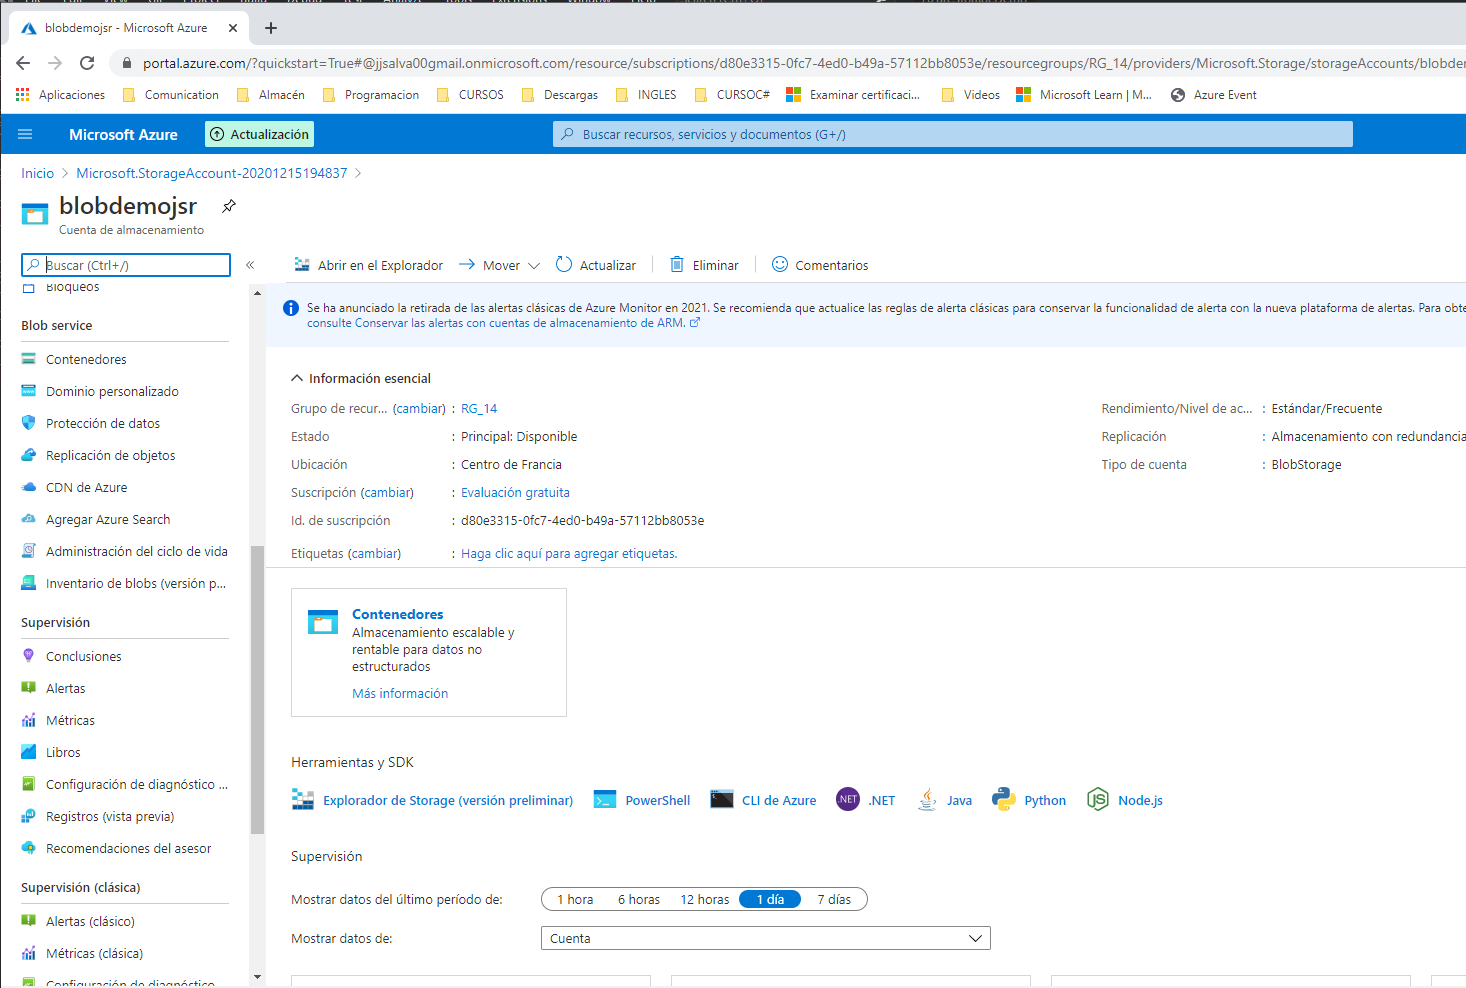 blobdemojsr - Microsoft Azure
portal.azure.com/?quickstart=True#@jjsalva00gmail.onmicrosoft.com/resource/subscriptions/d80e3315-0fc7-4ed0-b49a-57112bb8053e/resourcegroups/RG_14/providers/Microsoft.Storage/storageAccounts/blobdem
Aplicaciones
Comunication
Almacén
Programacion
CURSOS
Descargas
INGLES
CURSOC#
Examinar certificaci...
Videos
Microsoft Learn | M...
Azure Event
Microsoft Azure
Actualización
Buscar recursos, servicios y documentos (G+/)
Inicio > Microsoft.StorageAccount-20201215194837 >
blobdemojsr
Cuenta de almacenamiento
Buscar (Ctrl+/)
«
Abrir en el Explorador
Mover
Actualizar
Eliminar
Comentarios
Bloqueos
Blob service
Contenedores
Dominio personalizado
Protección de datos
Replicación de objetos
CDN de Azure
Agregar Azure Search
Administración del ciclo de vida
Inventario de blobs (versión p...
Supervisión
Conclusiones
Alertas
Métricas
Libros
Configuración de diagnóstico ...
Registros (vista previa)
Recomendaciones del asesor
Supervisión (clásica)
Alertas (clásico)
Métricas (clásica)
Configuración de diagnóstico
Se ha anunciado la retirada de las alertas clásicas de Azure Monitor en 2021. Se recomienda que actualice las reglas de alerta clásicas para conservar la funcionalidad de alerta con la nueva plataforma de alertas. Para obte
consulte Conservar las alertas con cuentas de almacenamiento de ARM.
Información esencial
Grupo de recur... (cambiar) : RG_14
Estado : Principal: Disponible
Ubicación : Centro de Francia
Suscripción (cambiar) : Evaluación gratuita
Id. de suscripción : d80e3315-0fc7-4ed0-b49a-57112bb8053e
Etiquetas (cambiar) : Haga clic aquí para agregar etiquetas.
Rendimiento/Nivel de ac... : Estándar/Frecuente
Replicación : Almacenamiento con redundancia
Tipo de cuenta : BlobStorage
Contenedores
Almacenamiento escalable y
rentable para datos no
estructurados
Más información
Herramientas y SDK
Explorador de Storage (versión preliminar)
PowerShell
CLI de Azure
NET
.NET
Java
Python
Node.js
Supervisión
Mostrar datos del último período de:
1 hora
6 horas
12 horas
1 día
7 días
Mostrar datos de:
Cuenta